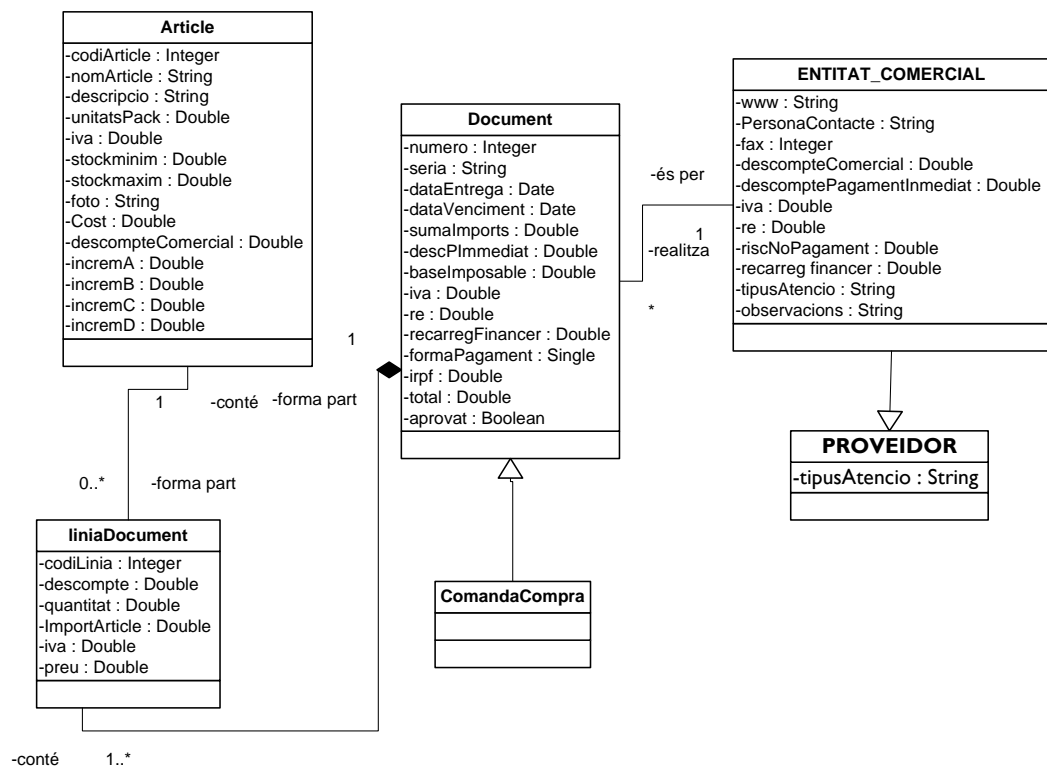 Article
-codiArticle : Integer
-nomArticle : String
-descripcio : String
-unitatsPack : Double
-iva : Double
-stockminim : Double
-stockmaxim : Double
-foto : String
-Cost : Double
-descompteComercial : Double
-incremA : Double
-incremB : Double
-incremC : Double
-incremD : Double
1
-conté
-forma part
0..*
-forma part
liniaDocument
-codiLinia : Integer
-descompte : Double
-quantitat : Double
-ImportArticle : Double
-iva : Double
-preu : Double
-conté
1..*
1
Document
-numero : Integer
-seria : String
-dataEntrega : Date
-dataVenciment : Date
-sumaImports : Double
-descPImmediat : Double
-baseImposable : Double
-iva : Double
-re : Double
-recarregFinancer : Double
-formaPagament : Single
-irpf : Double
-total : Double
-aprovat : Boolean
ComandaCompra
-és per
1
-realitza
*
ENTITAT_COMERCIAL
-www : String
-PersonaContacte : String
-fax : Integer
-descompteComercial : Double
-descomptePagamentInmediat : Double
-iva : Double
-re : Double
-riscNoPagament : Double
-recarreg financer : Double
-tipusAtencio : String
-observacions : String
PROVEIDOR
-tipusAtencio : String